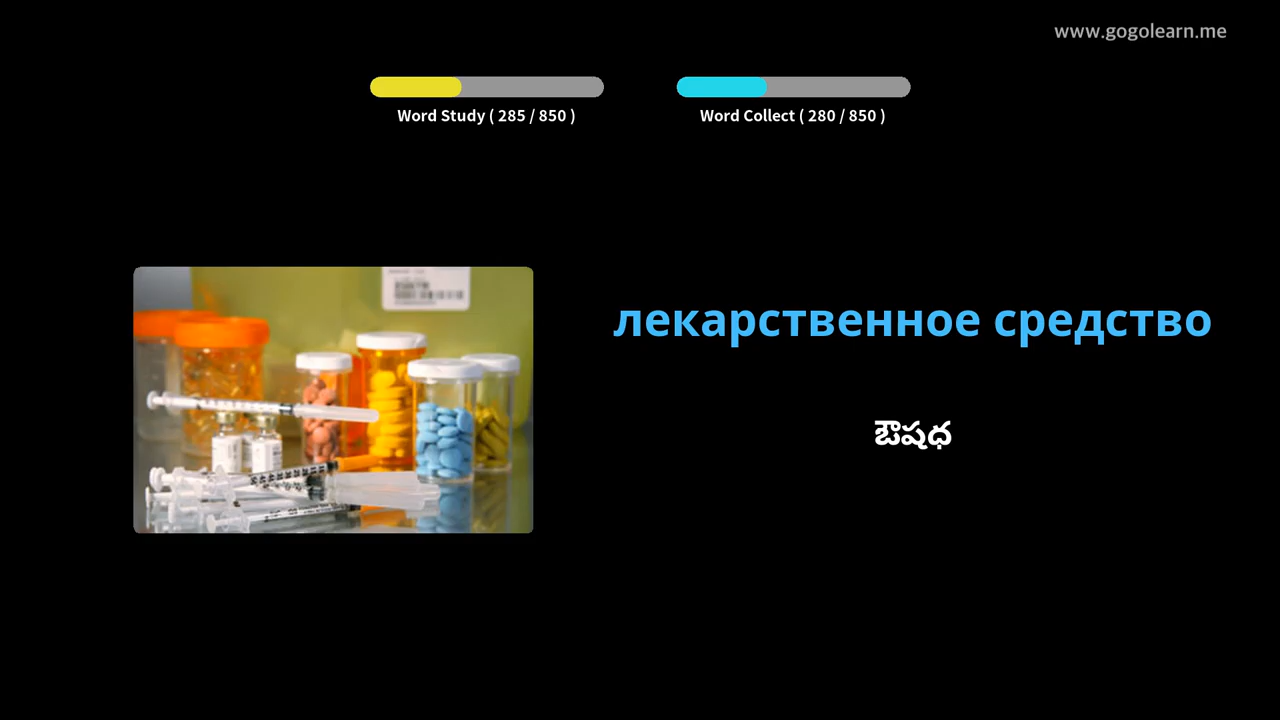 www.gogolearn.me
Word Study ( 285 / 850 )
Word Collect ( 280 / 850 )
лекарственное средство
ఔషధ